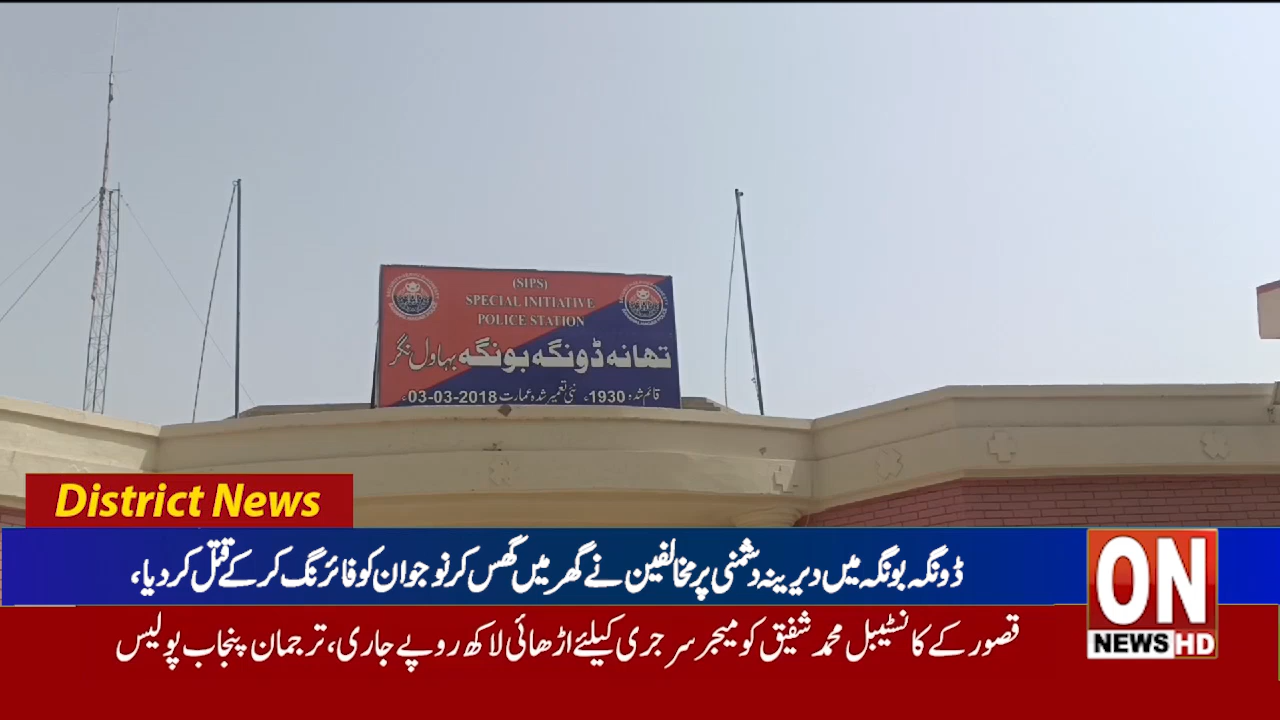 (SIPS)
SPECIAL INITIATIVE
POLICE STATION
تھانہ ڈونگہ بونگہ بہاول نگر
قائم شدہ 1930، نئی تعمیر شدہ عمارت 2018-03-03،
District News
ڈونگہ بونگہ میں دیرینہ دشمنی پر مخالفین نے گھر میں گھس کر نوجوان کو فائرنگ کر کے قتل کر دیا،
قصور کے کانسٹیبل محمد شفیق کو میجر سرجری کیلئے اڑھائی لاکھ روپے جاری، ترجمان پنجاب پولیس
ON
NEWS HD